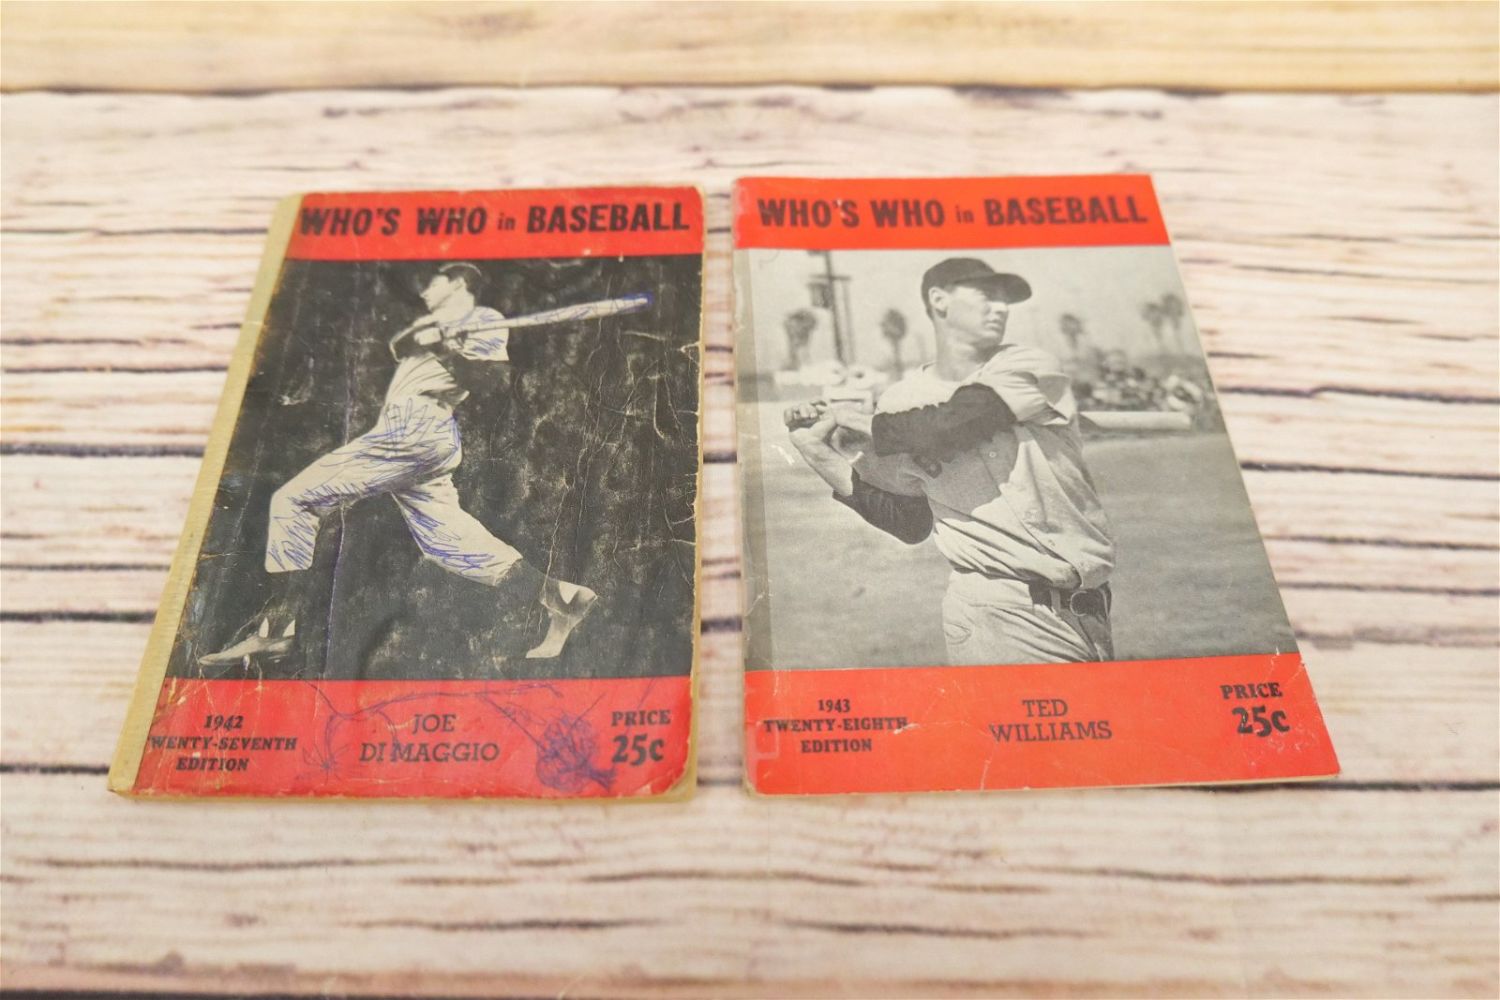 WHO'S WHO in BASEBALL
1942
TWENTY-SEVENTH
EDITION
JOE
DI MAGGIO
PRICE
25c
WHO'S WHO in BASEBALL
1943
TWENTY-EIGHTH
EDITION
TED
WILLIAMS
PRICE
25c